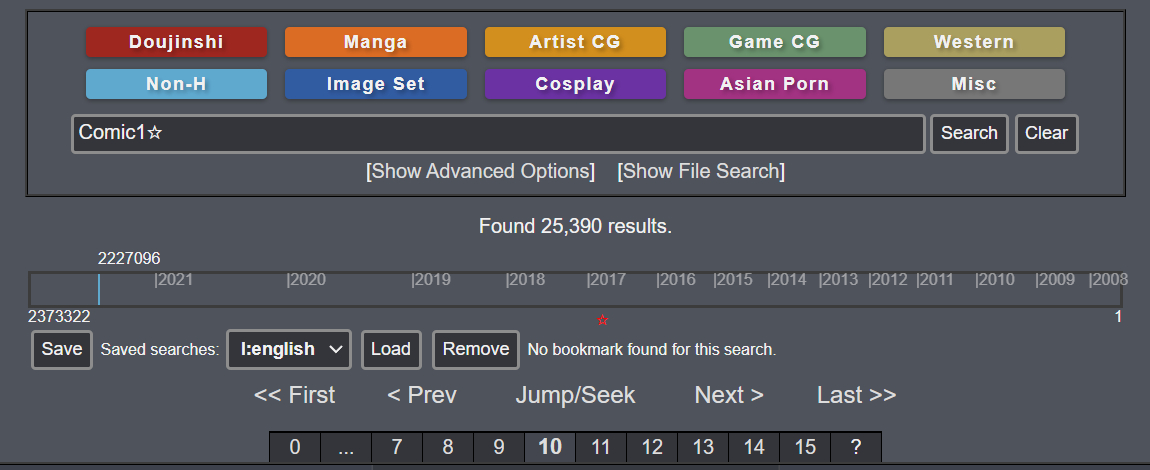 Doujinshi Manga Artist CG Game CG Western
Non-H Image Set Cosplay Asian Porn Misc
Comic1☆ Search Clear
[Show Advanced Options] [Show File Search]
Found 25,390 results.
2227096
|2021 |2020 |2019 |2018 |2017 |2016 |2015 |2014 |2013 |2012 |2011 |2010 |2009 |2008
2373322 ☆ 1
Save Saved searches: l:english Load Remove No bookmark found for this search.
<< First < Prev Jump/Seek Next > Last >>
0 ... 7 8 9 10 11 12 13 14 15 ?